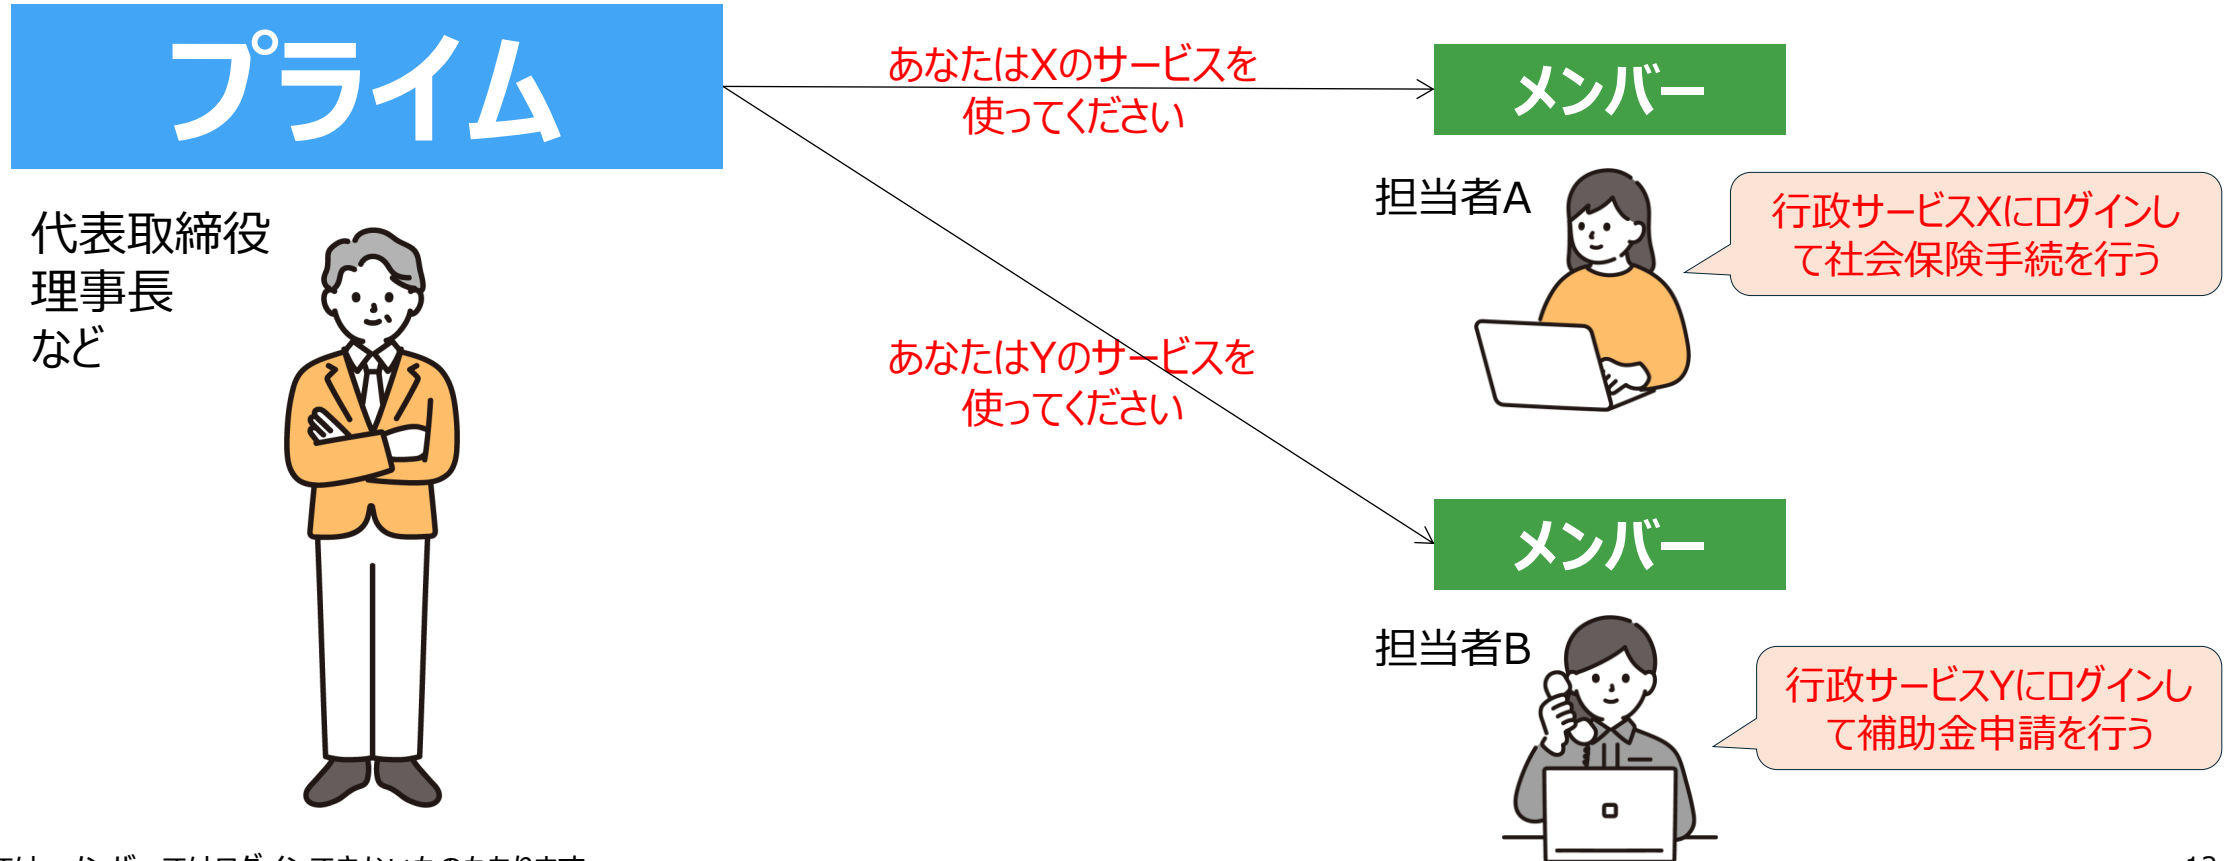 プライム
あなたはXのサービスを
使ってください
メンバー
代表取締役
理事長
など
担当者A
行政サービスXにログインし
て社会保険手続を行う
あなたはYのサービスを
使ってください
メンバー
担当者B
行政サービスYにログインし
て補助金申請を行う